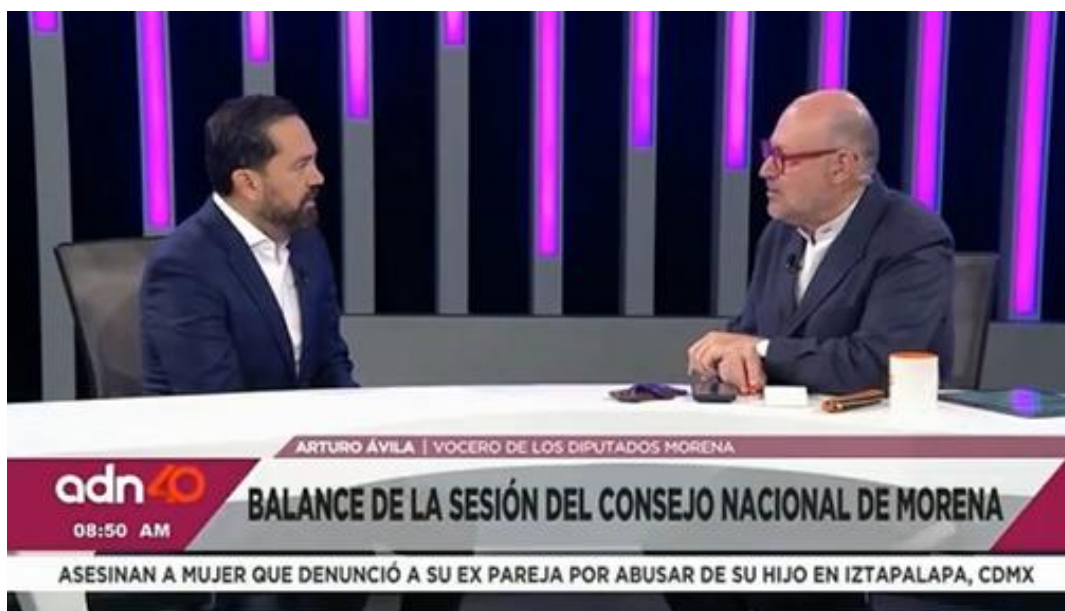 ARTURO ÁVILA | VOCERO DE LOS DIPUTADOS MORENA
adn40
BALANCE DE LA SESIÓN DEL CONSEJO NACIONAL DE MORENA
08:50 AM
ASESINAN A MUJER QUE DENUNCIÓ A SU EX PAREJA POR ABUSAR DE SU HIJO EN IZTAPALAPA, CDMX